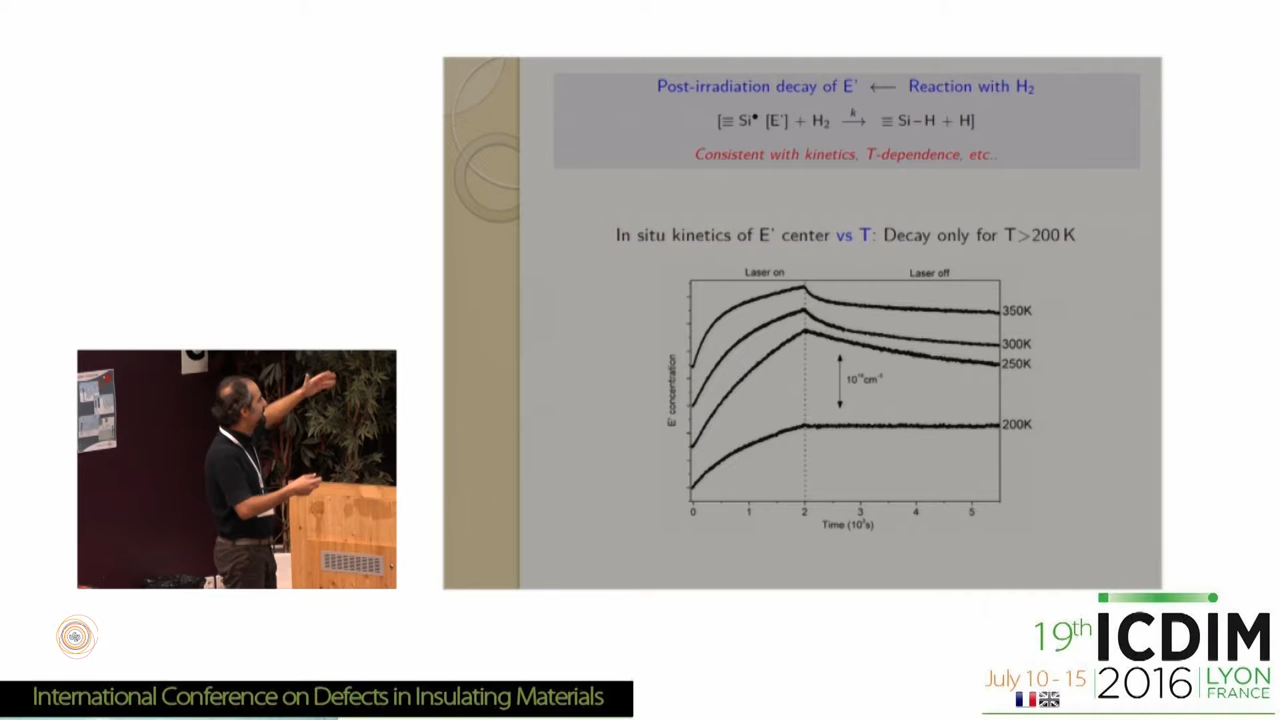 Post-irradiation decay of E' ⟵ Reaction with H₂
[≡ Si• [E'] + H₂ —k→ ≡ Si–H + H]
Consistent with kinetics, T-dependence, etc..
In situ kinetics of E' center vs T: Decay only for T>200 K
Laser on Laser off
350K
300K
250K
200K
E' concentration
0 1 2 3 4 5
Time (10³s)
19th ICDIM
July 10 - 15 2016 LYON
FRANCE
International Conference on Defects in Insulating Materials